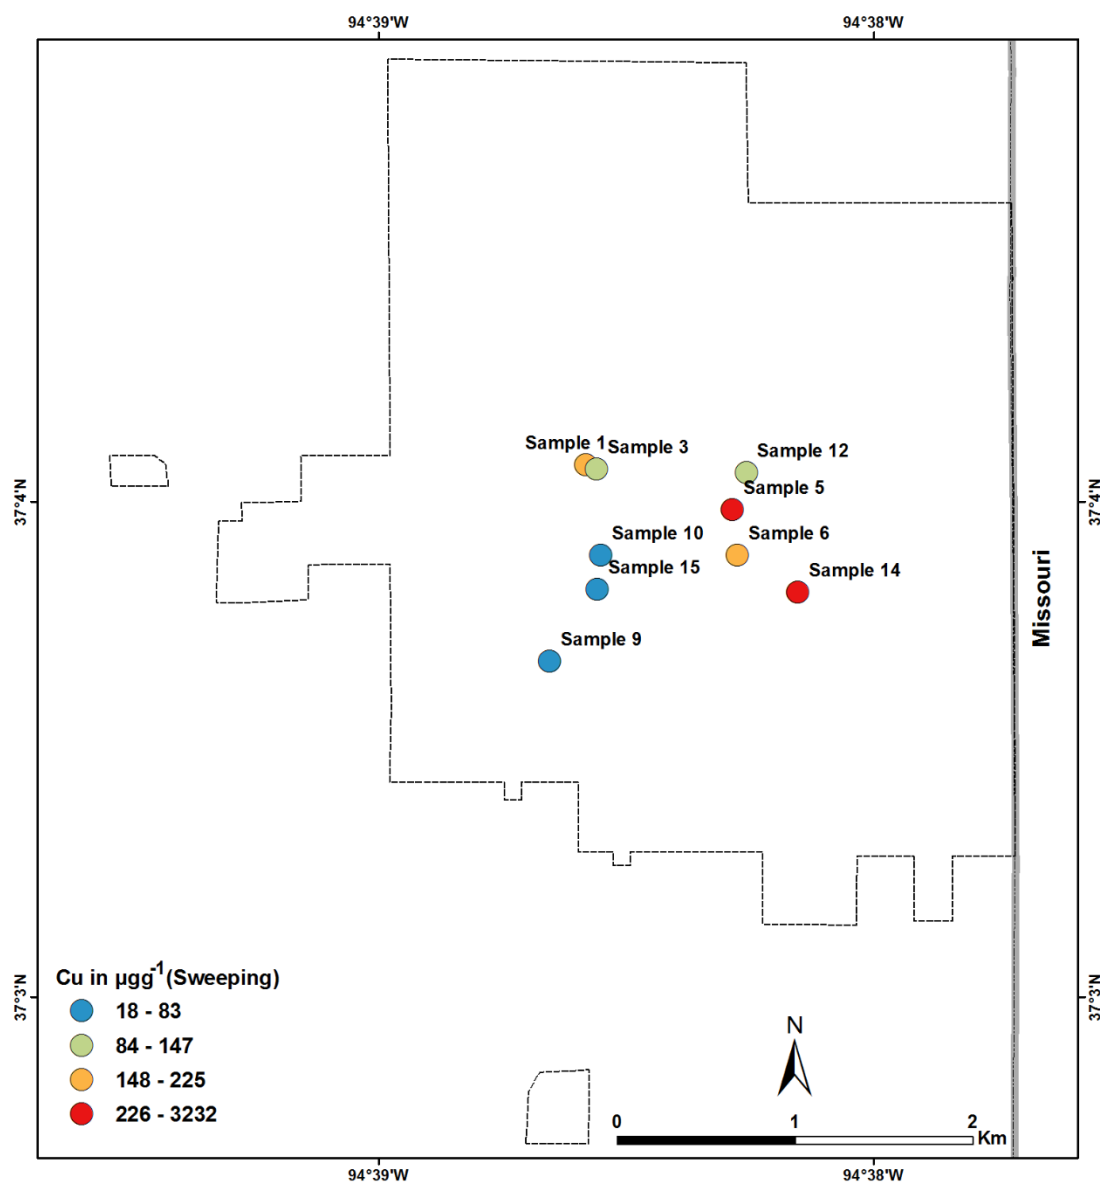 94°39'W
94°38'W
Sample 1
Sample 3
Sample 12
Sample 5
37°4'N
37°4'N
Sample 10
Sample 6
Sample 15
Sample 14
Missouri
Sample 9
Cu in µgg⁻¹(Sweeping)
18 - 83
84 - 147
148 - 225
226 - 3232
37°3'N
37°3'N
N
0
1
2
Km
94°39'W
94°38'W